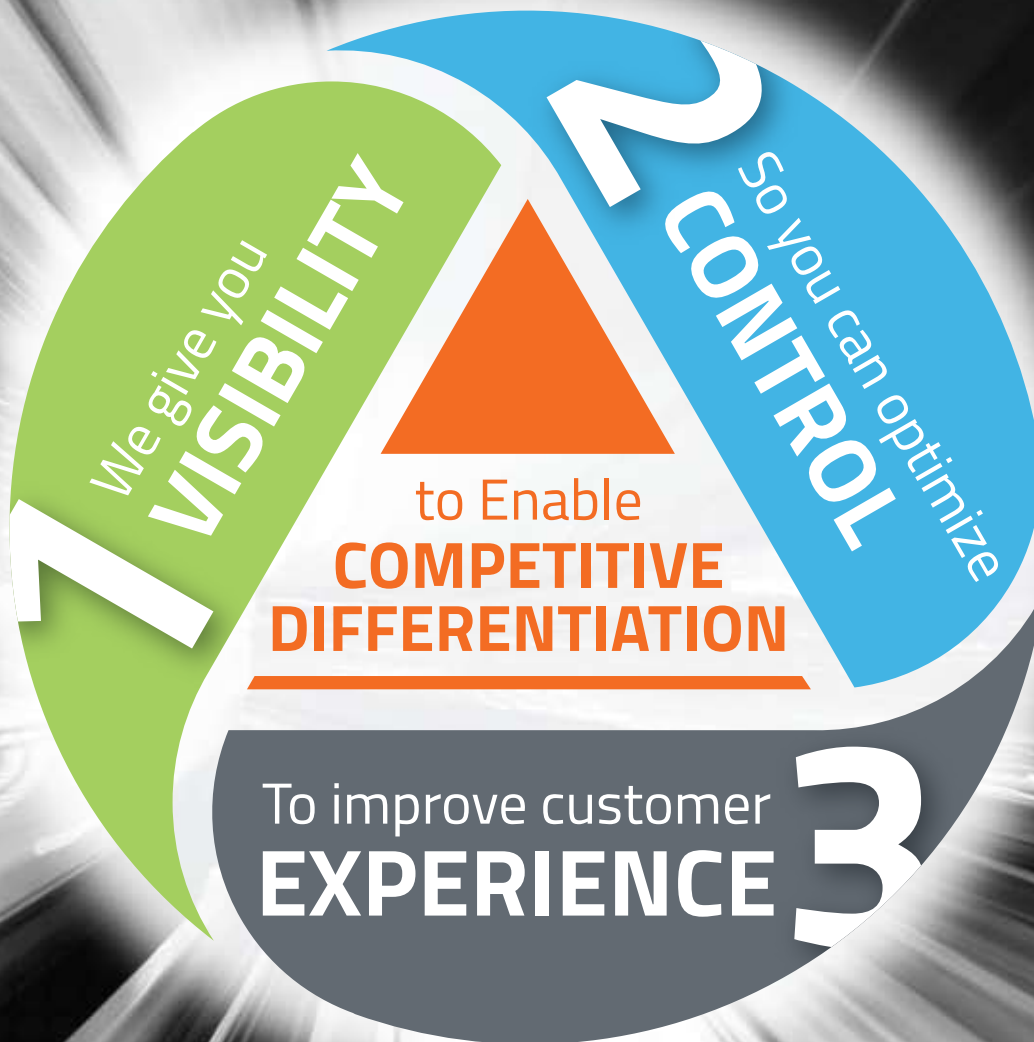 1
We give you
VISIBILITY
2
So you can optimize
CONTROL
3
To improve customer
EXPERIENCE
to Enable
COMPETITIVE
DIFFERENTIATION